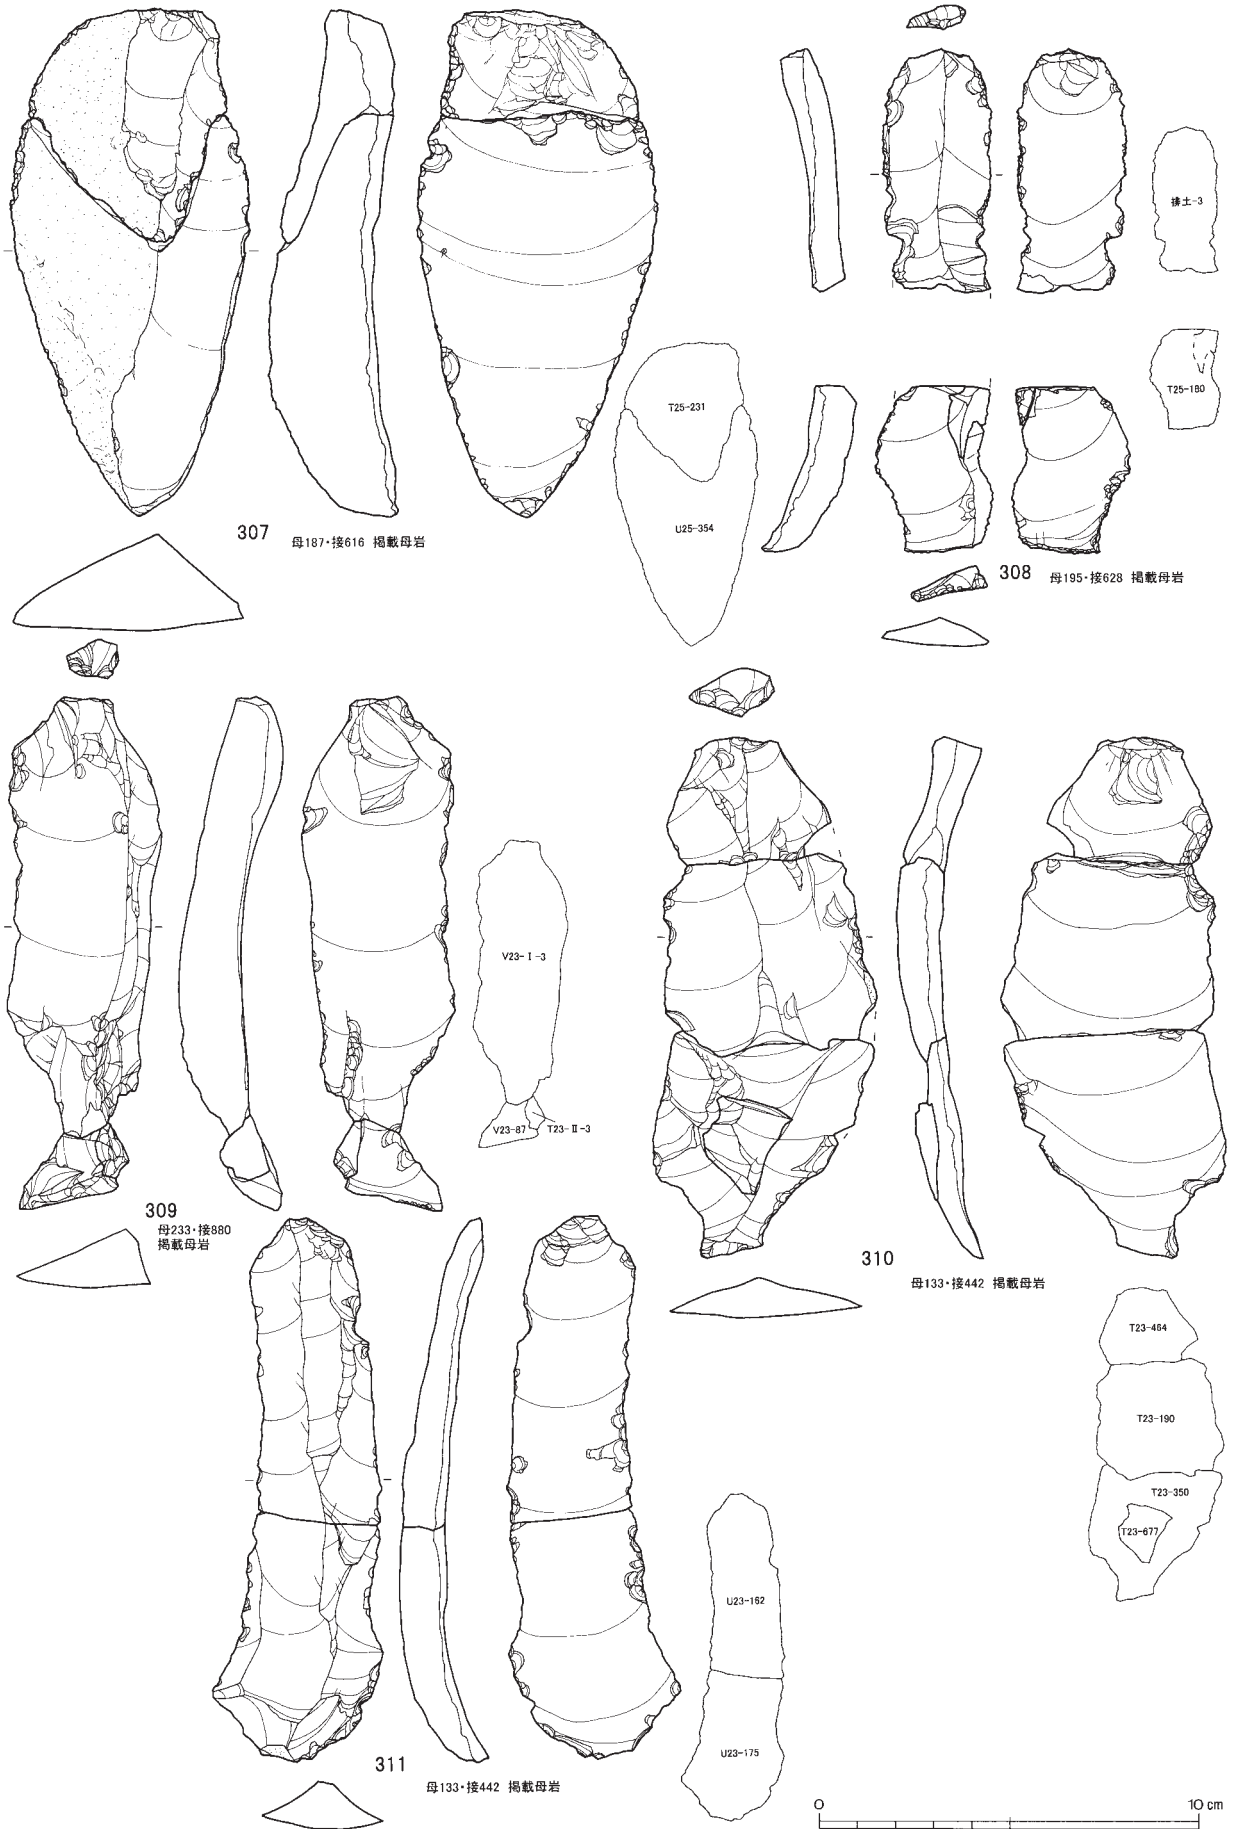 排土-3
T25-180
T25-231
U25-354
307
母187・接616 掲載母岩
308
母195・接628 掲載母岩
V23-Ⅰ-3
V23-87
T23-Ⅱ-3
309
母233・接880
掲載母岩
310
母133・接442 掲載母岩
T23-464
T23-190
T23-350
T23-677
U23-162
U23-175
311
母133・接442 掲載母岩
0
10 cm